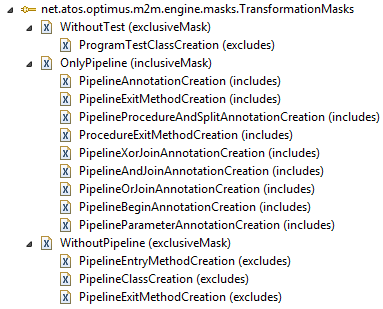 net.atos.optimus.m2m.engine.masks.TransformationMasks
WithoutTest (exclusiveMask)
ProgramTestClassCreation (excludes)
OnlyPipeline (inclusiveMask)
PipelineAnnotationCreation (includes)
PipelineExitMethodCreation (includes)
PipelineProcedureAndSplitAnnotationCreation (includes)
ProcedureExitMethodCreation (includes)
PipelineXorJoinAnnotationCreation (includes)
PipelineAndJoinAnnotationCreation (includes)
PipelineOrJoinAnnotationCreation (includes)
PipelineBeginAnnotationCreation (includes)
PipelineParameterAnnotationCreation (includes)
WithoutPipeline (exclusiveMask)
PipelineEntryMethodCreation (excludes)
PipelineClassCreation (excludes)
PipelineExitMethodCreation (excludes)